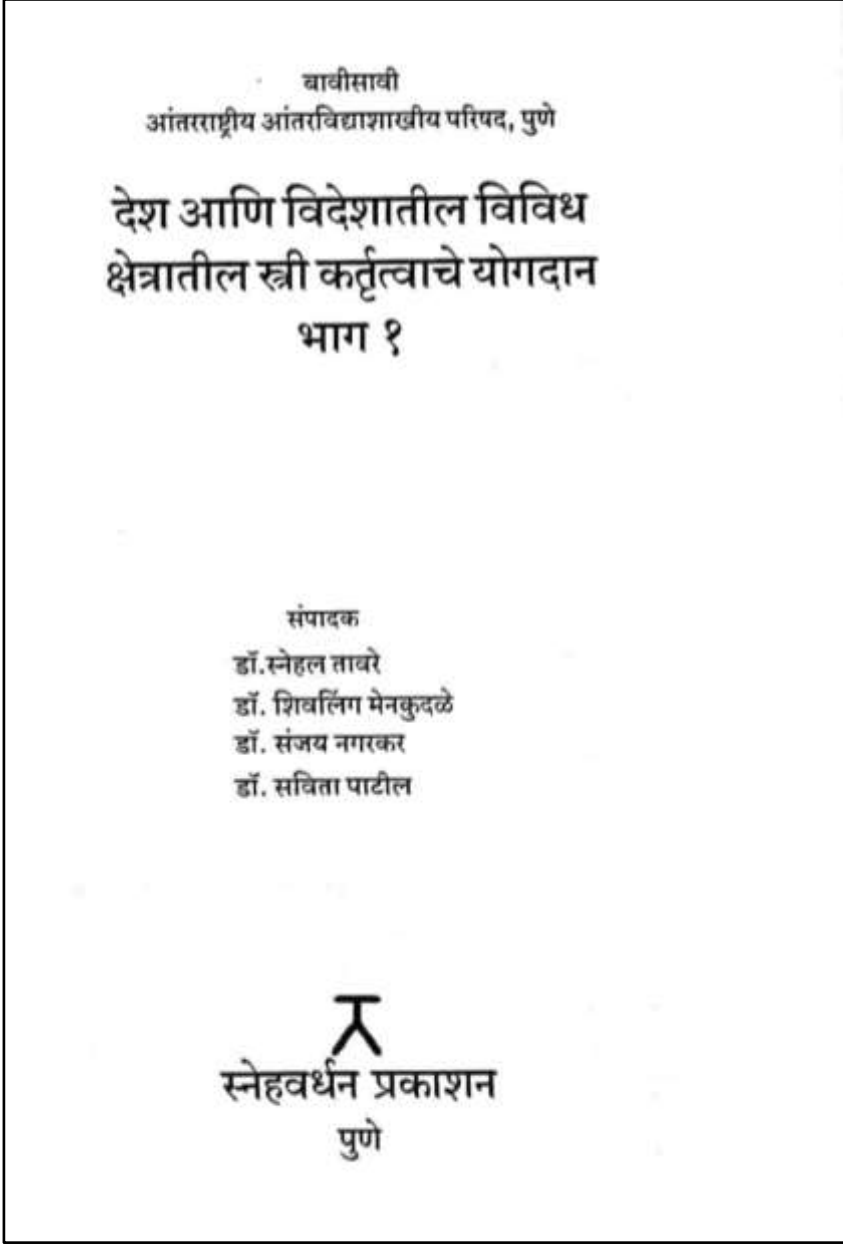 बावीसावी
आंतरराष्ट्रीय आंतरविद्याशाखीय परिषद, पुणे
देश आणि विदेशातील विविध
क्षेत्रातील स्त्री कर्तृत्वाचे योगदान
भाग १
संपादक
डॉ.स्नेहल तावरे
डॉ. शिवलिंग मेनकुदळे
डॉ. संजय नगरकर
डॉ. सविता पाटील
स्नेहवर्धन प्रकाशन
पुणे